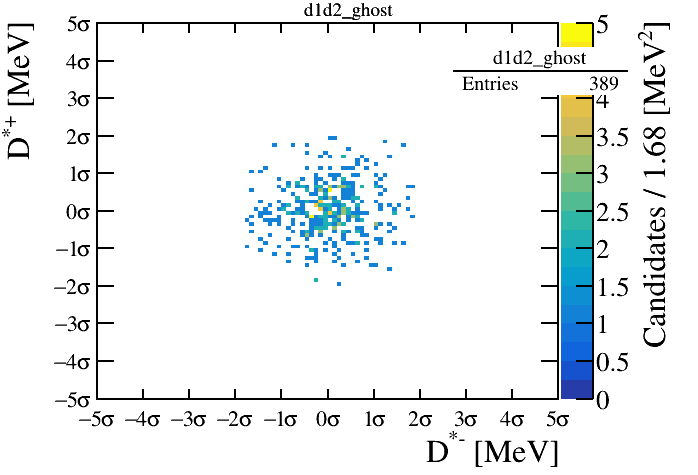 d1d2_ghost
D*+ [MeV]
5σ
4σ
3σ
2σ
1σ
0σ
−1σ
−2σ
−3σ
−4σ
−5σ
−5σ −4σ −3σ −2σ −1σ 0σ 1σ 2σ 3σ 4σ 5σ
D*- [MeV]
d1d2_ghost
Entries 389
5
4
3.5
3
2.5
2
1.5
1
0.5
0
Candidates / 1.68 [MeV²]